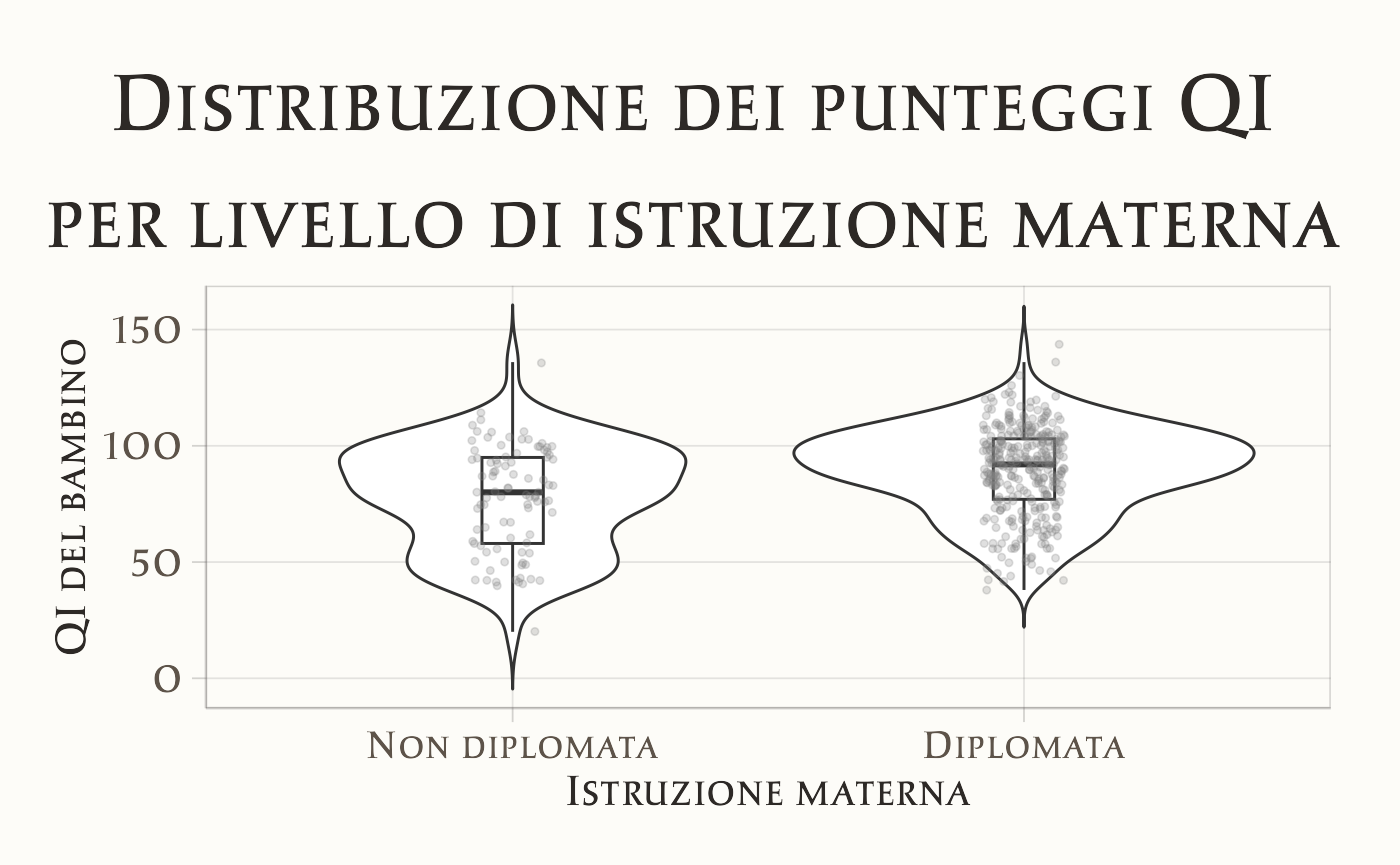 Distribuzione dei punteggi QI
per livello di istruzione materna
QI del bambino
150
100
50
0
Non diplomata
Diplomata
Istruzione materna